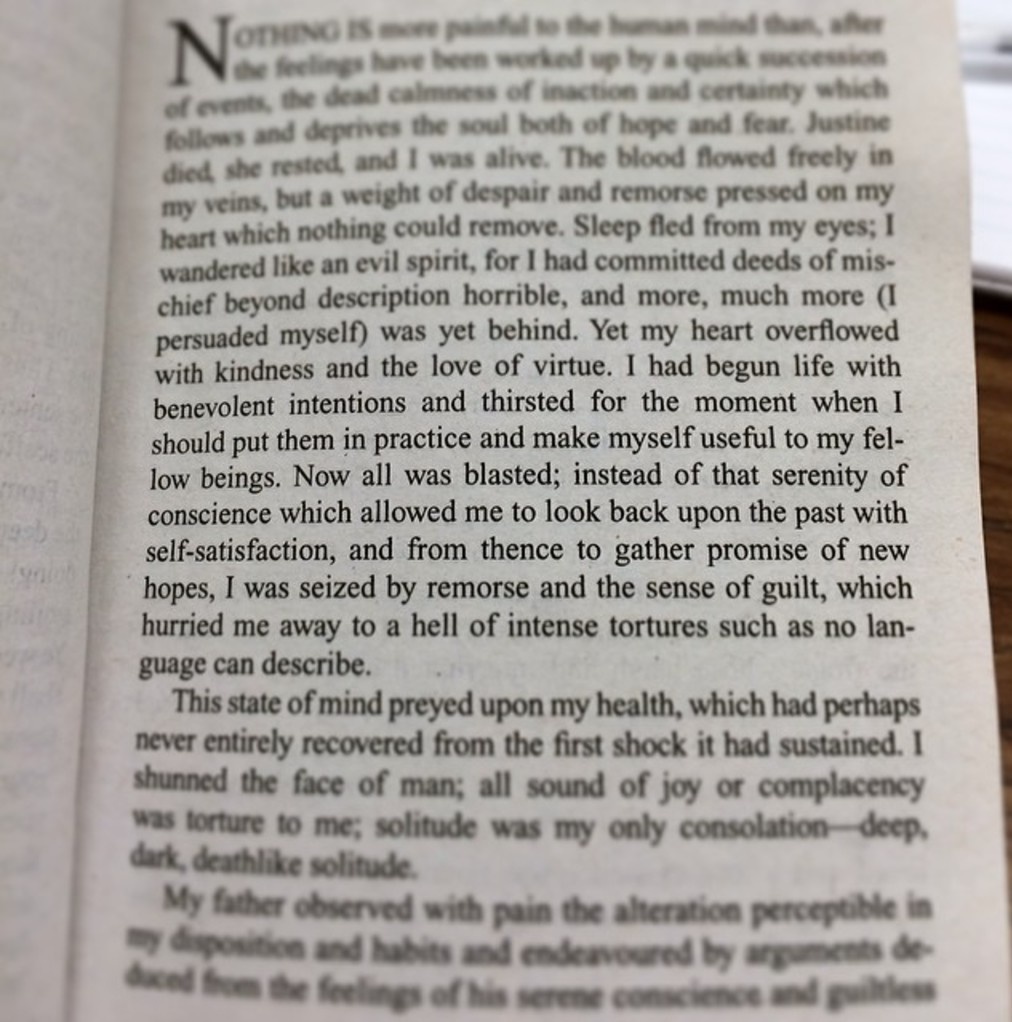 NOTHING IS more painful to the human mind than, after
the feelings have been worked up by a quick succession
of events, the dead calmness of inaction and certainty which
follows and deprives the soul both of hope and fear. Justine
died, she rested, and I was alive. The blood flowed freely in
my veins, but a weight of despair and remorse pressed on my
heart which nothing could remove. Sleep fled from my eyes; I
wandered like an evil spirit, for I had committed deeds of mis-
chief beyond description horrible, and more, much more (I
persuaded myself) was yet behind. Yet my heart overflowed
with kindness and the love of virtue. I had begun life with
benevolent intentions and thirsted for the moment when I
should put them in practice and make myself useful to my fel-
low beings. Now all was blasted; instead of that serenity of
conscience which allowed me to look back upon the past with
self-satisfaction, and from thence to gather promise of new
hopes, I was seized by remorse and the sense of guilt, which
hurried me away to a hell of intense tortures such as no lan-
guage can describe.
This state of mind preyed upon my health, which had perhaps
never entirely recovered from the first shock it had sustained. I
shunned the face of man; all sound of joy or complacency
was torture to me; solitude was my only consolation—deep,
dark, deathlike solitude.
My father observed with pain the alteration perceptible in
my disposition and habits and endeavoured by arguments de-
duced from the feelings of his serene conscience and guiltless